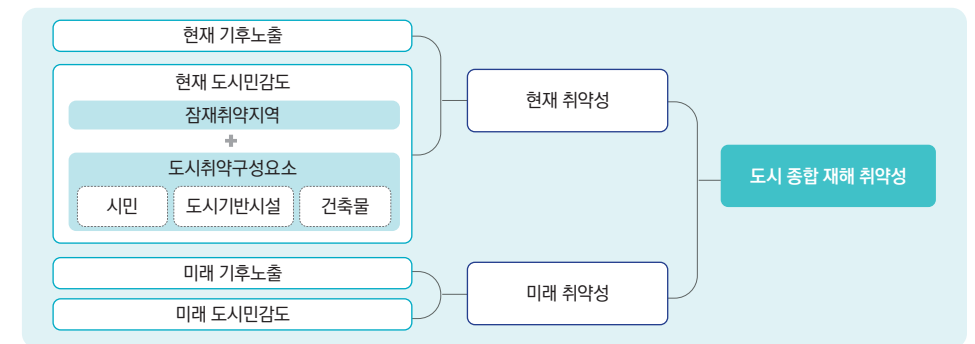 현재 기후노출
현재 도시민감도
잠재취약지역
+
도시취약구성요소
시민
도시기반시설
건축물
현재 취약성
도시 종합 재해 취약성
미래 기후노출
미래 도시민감도
미래 취약성